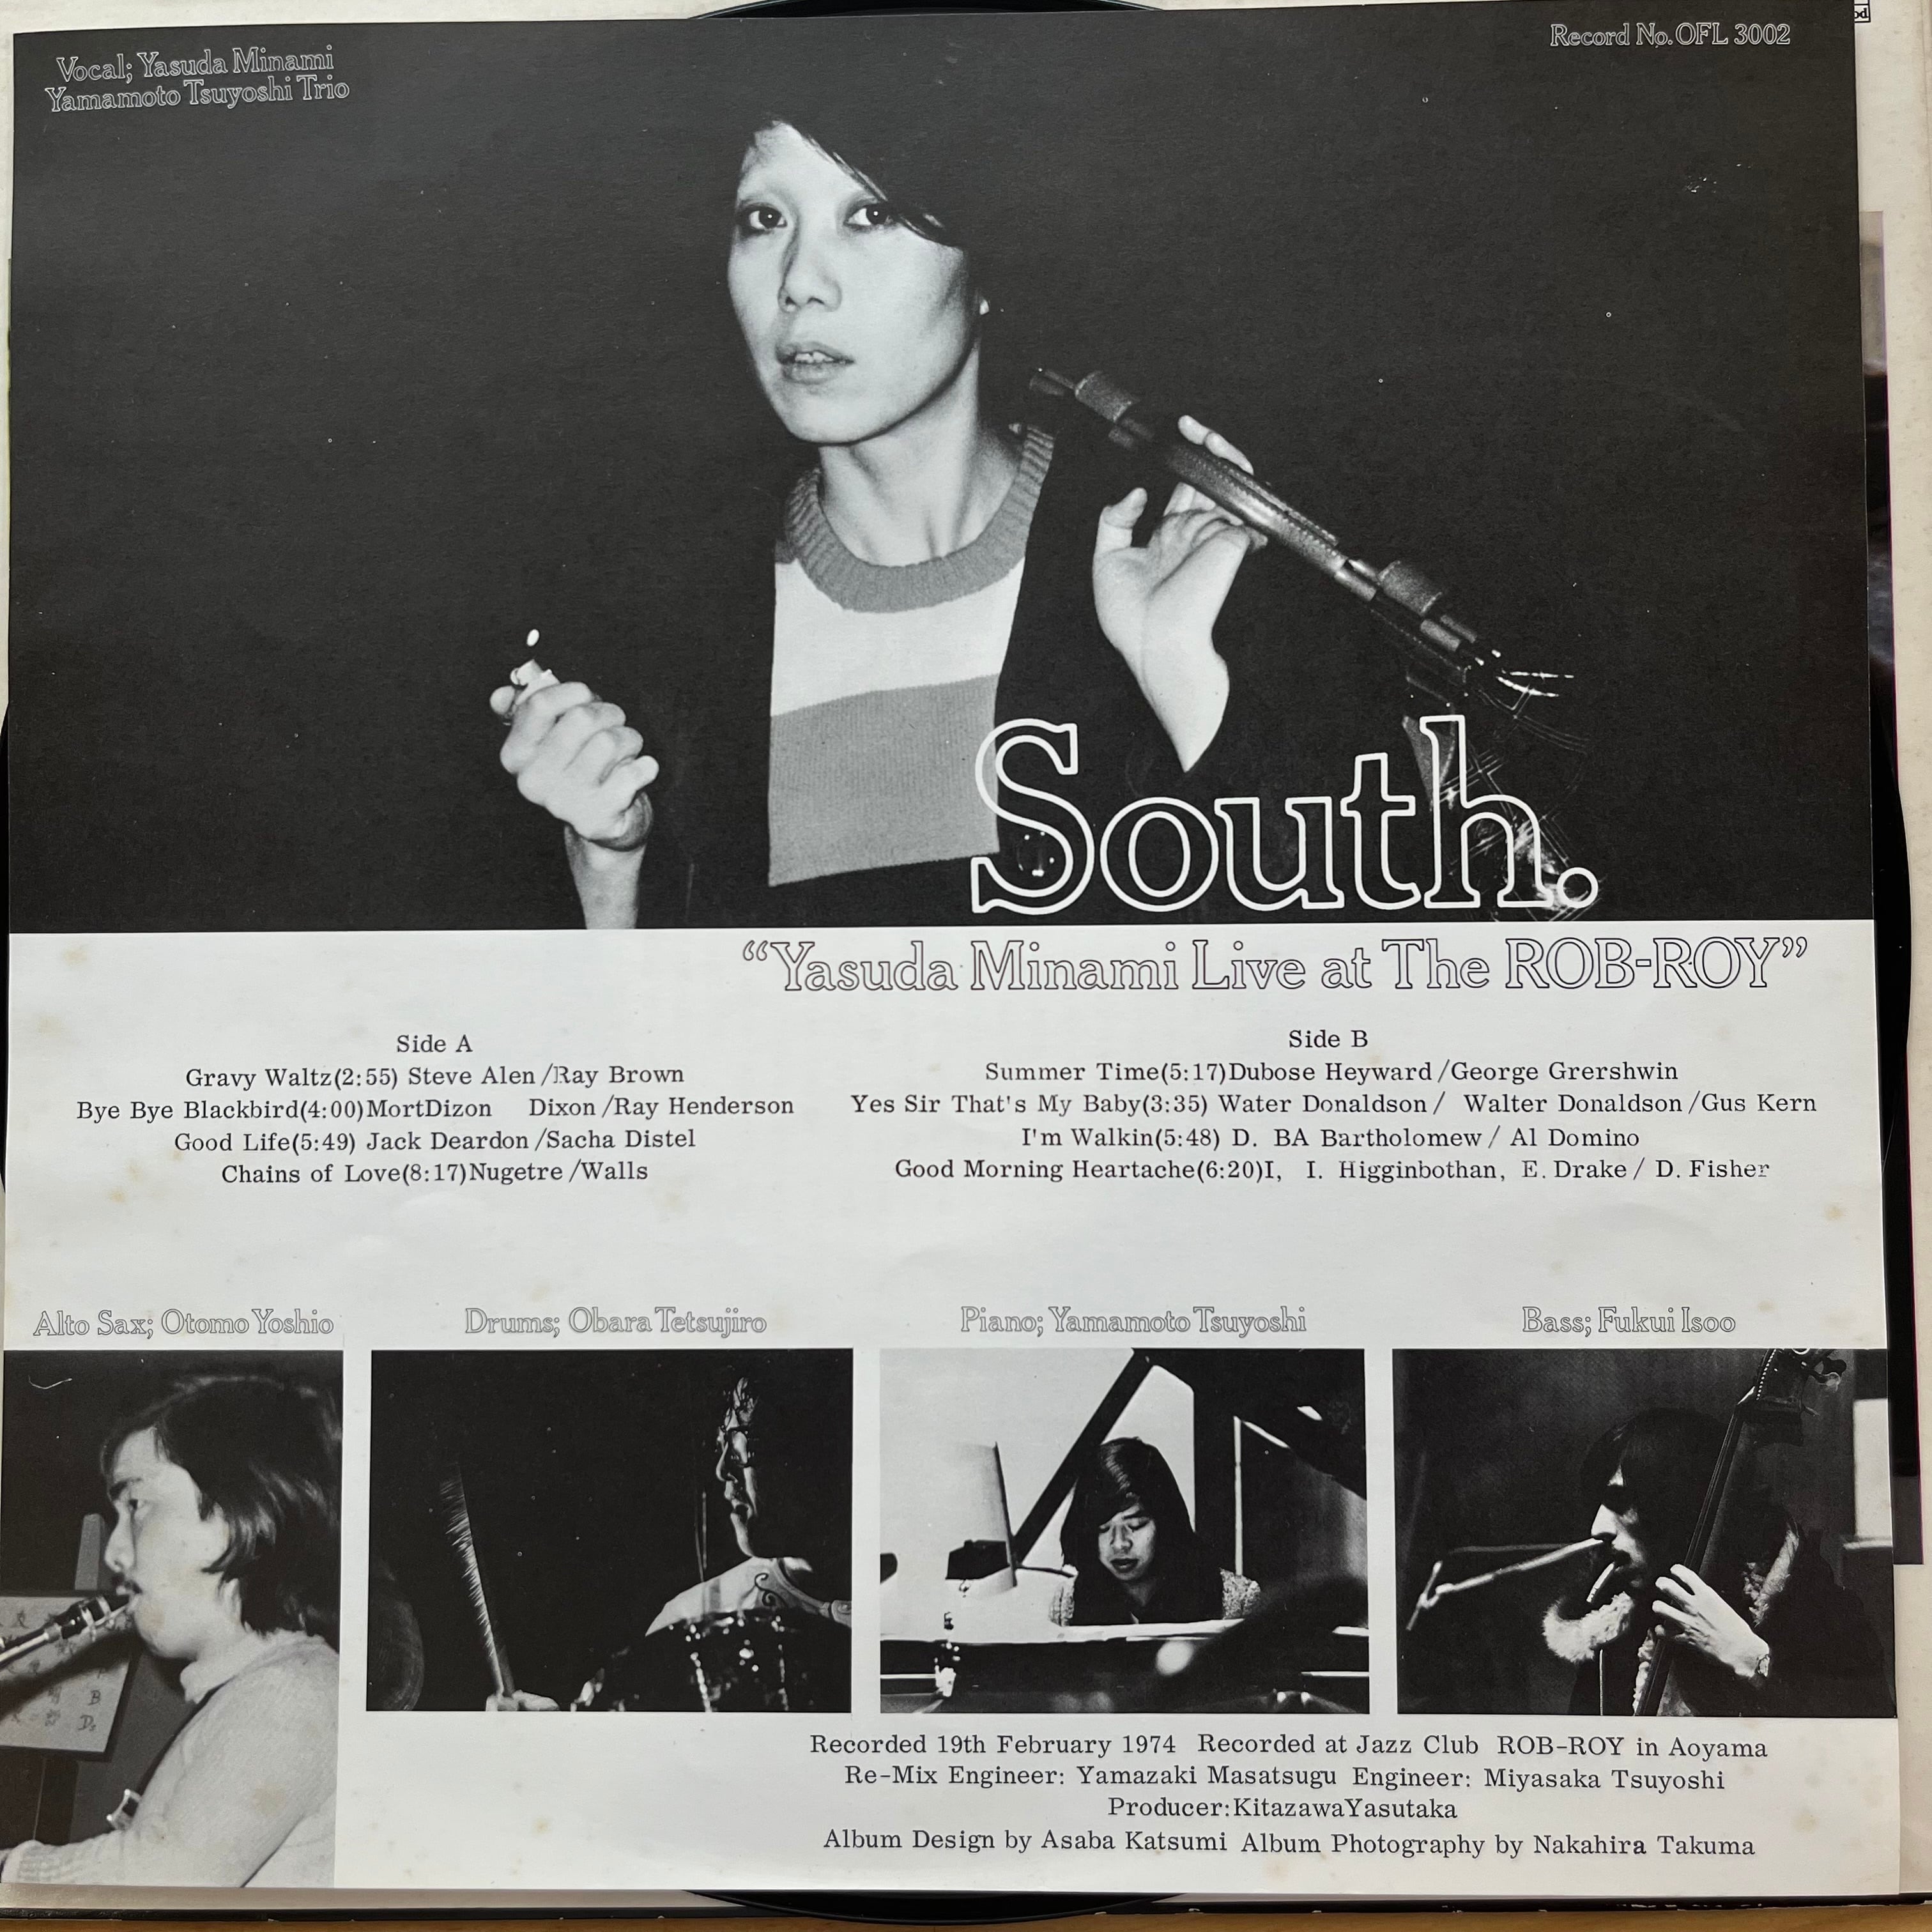 Vocal; Yasuda Minami
Yamamoto Tsuyoshi Trio
Record No. OFL 3002
South.
“Yasuda Minami Live at The ROB-ROY”
Side A
Gravy Waltz(2:55) Steve Alen /Ray Brown
Bye Bye Blackbird(4:00)MortDizon Dixon /Ray Henderson
Good Life(5:49) Jack Deardon /Sacha Distel
Chains of Love(8:17)Nugetre /Walls
Side B
Summer Time(5:17)Dubose Heyward /George Grershwin
Yes Sir That's My Baby(3:35) Water Donaldson / Walter Donaldson /Gus Kern
I'm Walkin(5:48) D. BA Bartholomew / Al Domino
Good Morning Heartache(6:20)I, I. Higginbothan, E. Drake / D. Fisher
Alto Sax; Otomo Yoshio
Drums; Obara Tetsujiro
Piano; Yamamoto Tsuyoshi
Bass; Fukui Isoo
Recorded 19th February 1974 Recorded at Jazz Club ROB-ROY in Aoyama
Re-Mix Engineer: Yamazaki Masatsugu Engineer: Miyasaka Tsuyoshi
Producer:KitazawaYasutaka
Album Design by Asaba Katsumi Album Photography by Nakahira Takuma